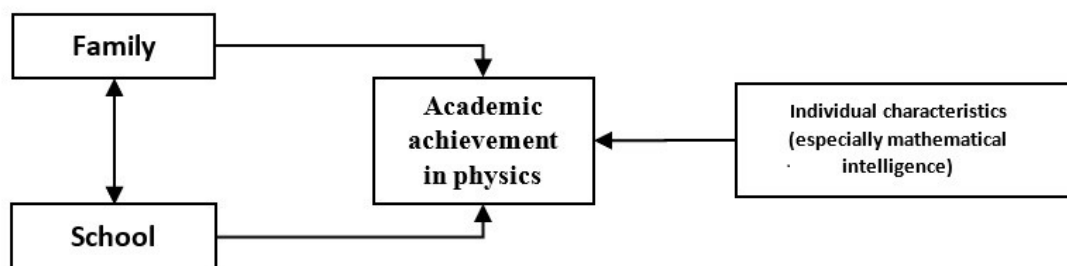 Family
Academic
achievement
in physics
Individual characteristics
(especially mathematical
intelligence)
School